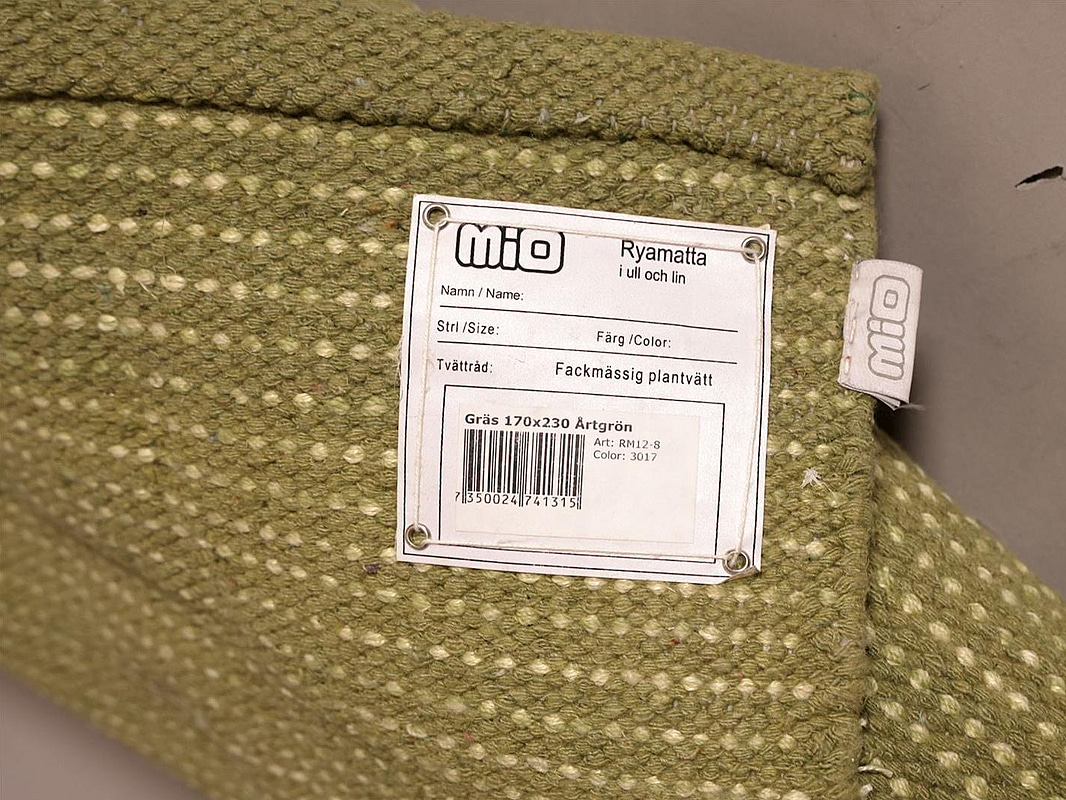 MiO
Ryamatta
i ull och lin
Namn / Name:
Strl /Size: Färg /Color:
Tvättråd: Fackmässig plantvätt
Gräs 170x230 Årtgrön
Art: RM12-8
Color: 3017
7 350024 741315
MiO